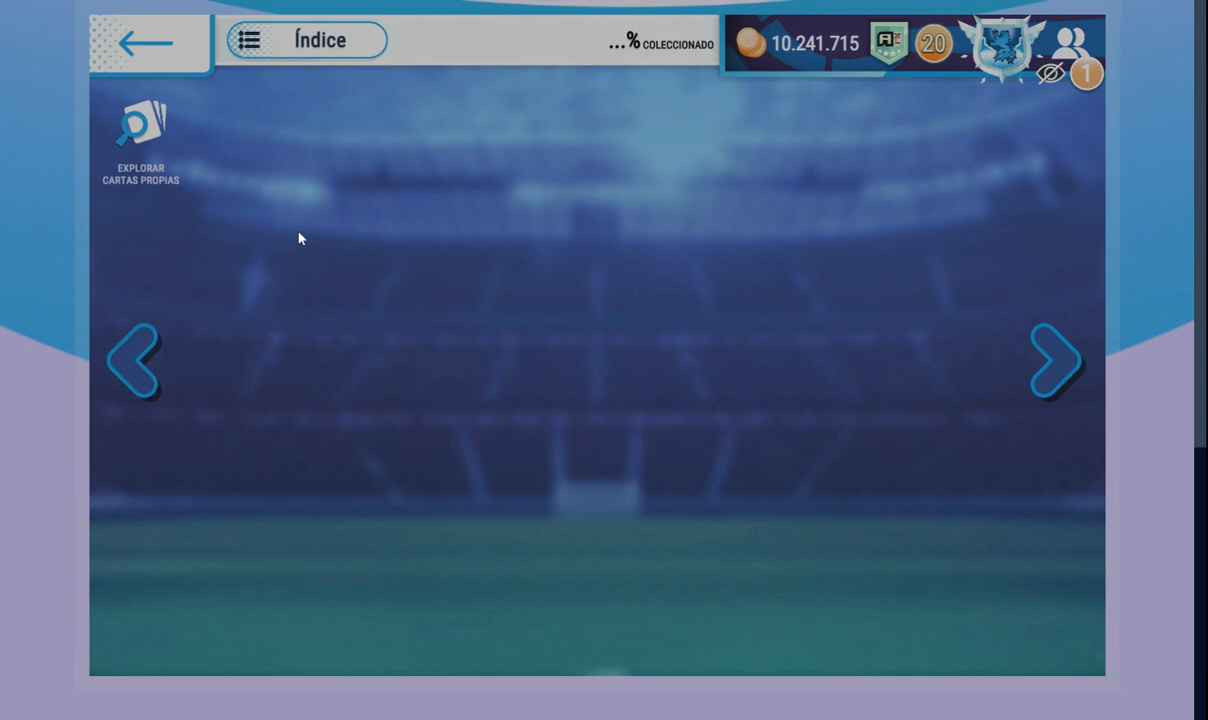 Índice
...% COLECCIONADO
10.241.715
20
1
EXPLORAR
CARTAS PROPIAS